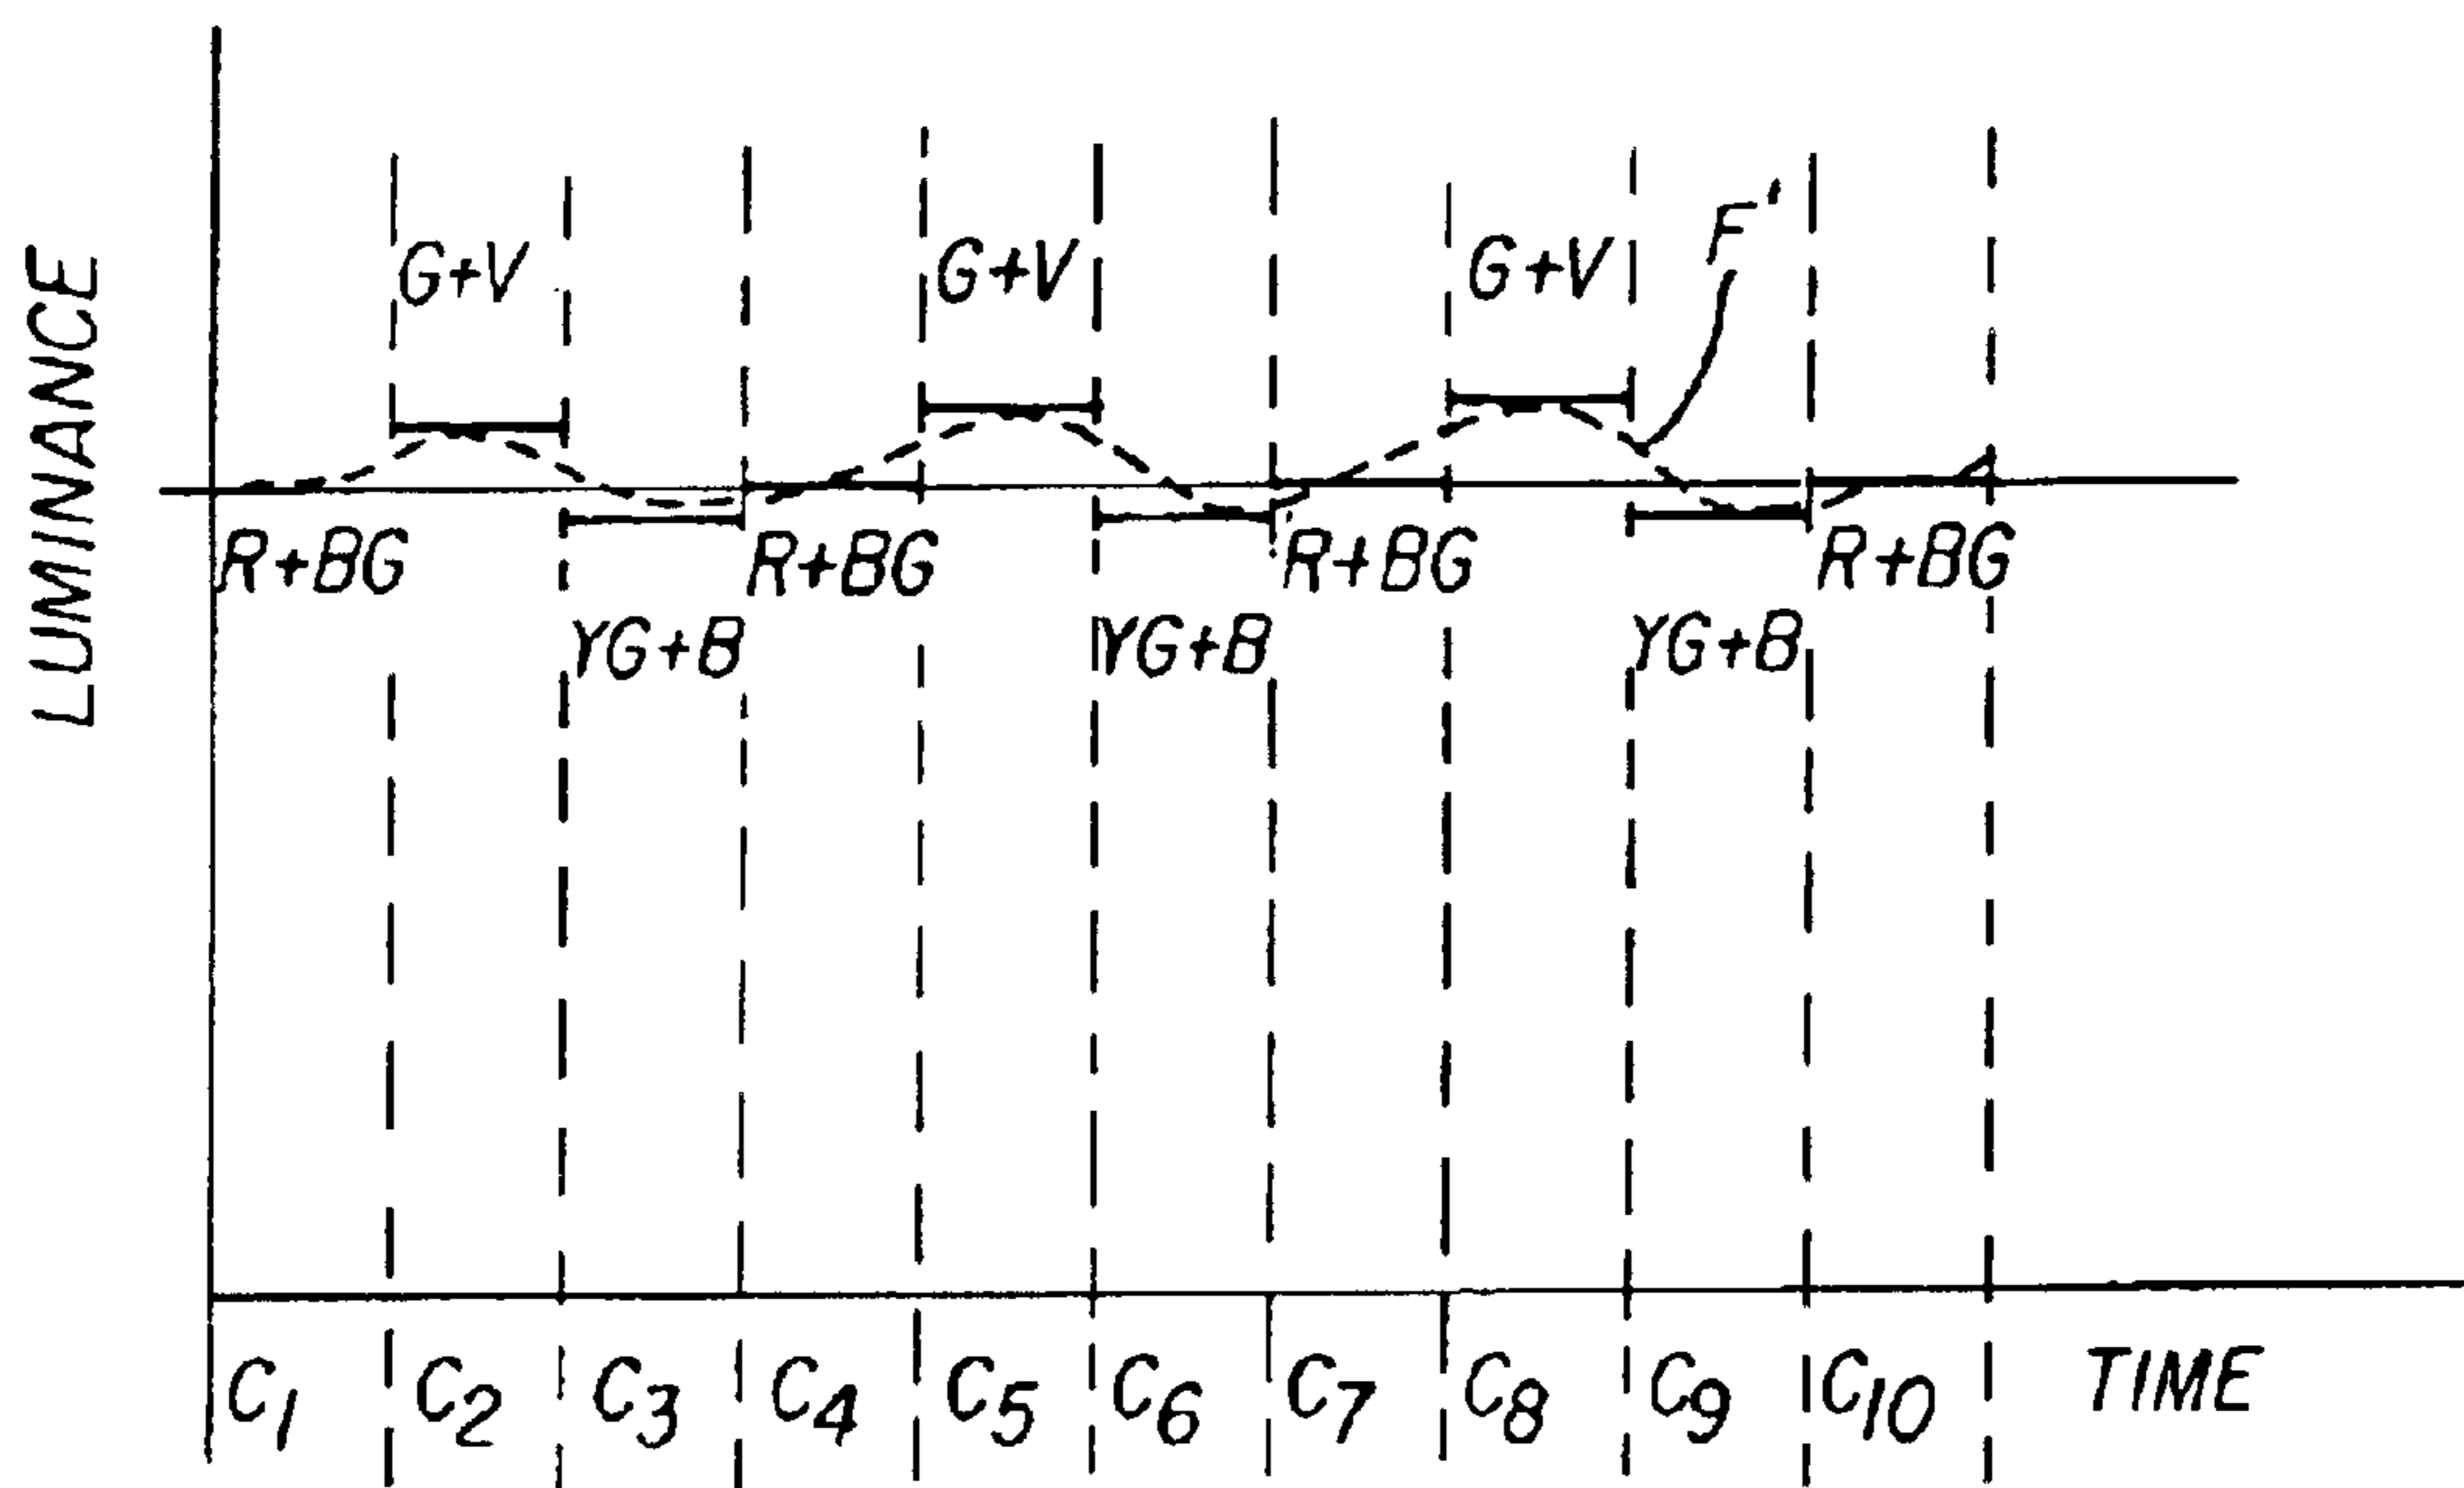 LUMINANCE
G+V G+V G+V F'
R+BG R+BG R+BG R+BG
YG+B YG+B YG+B
C1 C2 C3 C4 C5 C6 C7 C8 C9 C10 TIME